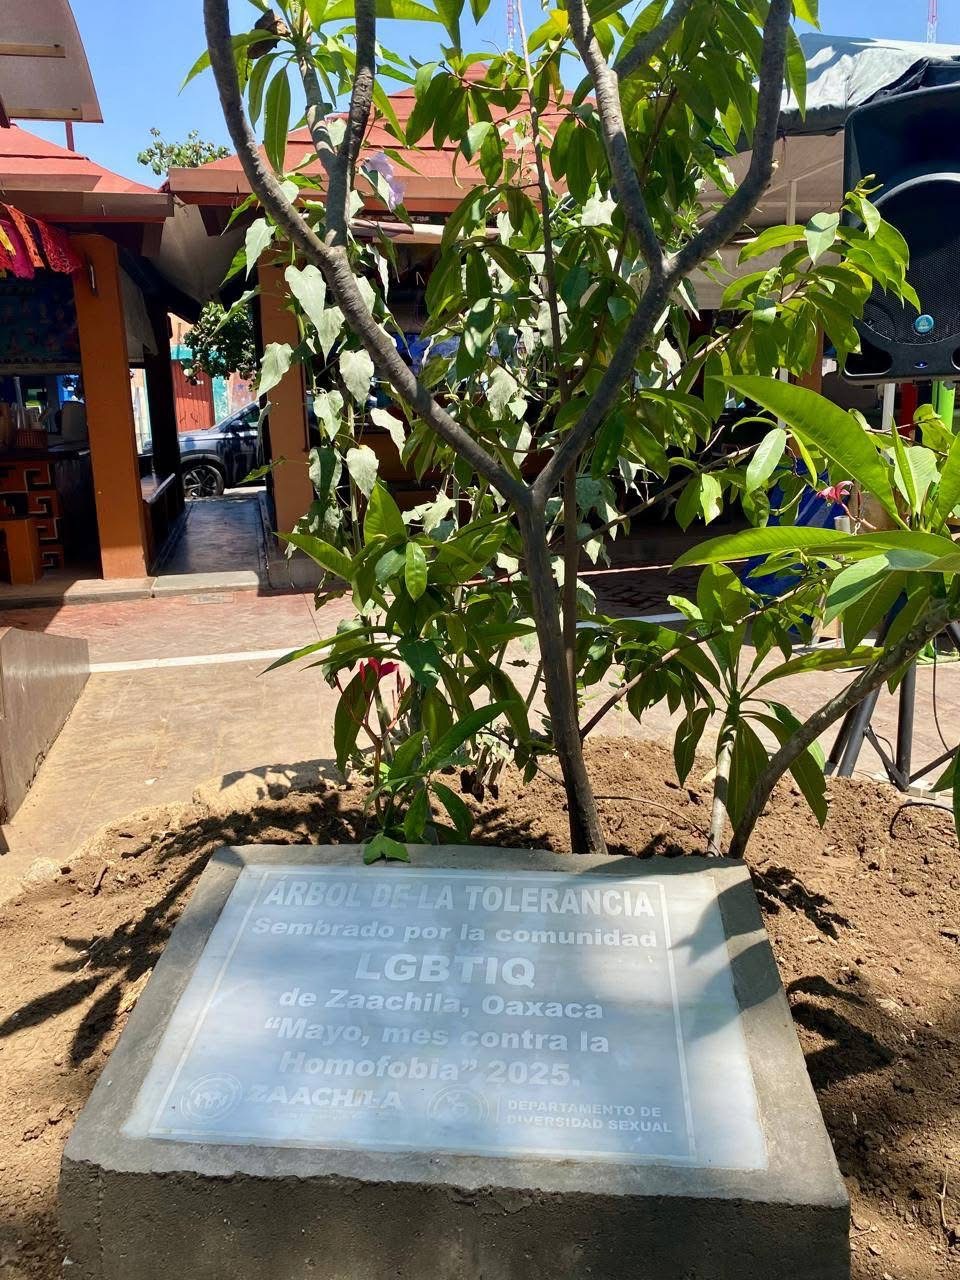 ÁRBOL DE LA TOLERANCIA
Sembrado por la comunidad
LGBTIQ
de Zaachila, Oaxaca
“Mayo, mes contra la
Homofobia” 2025.
ZAACHILA
DEPARTAMENTO DE
DIVERSIDAD SEXUAL